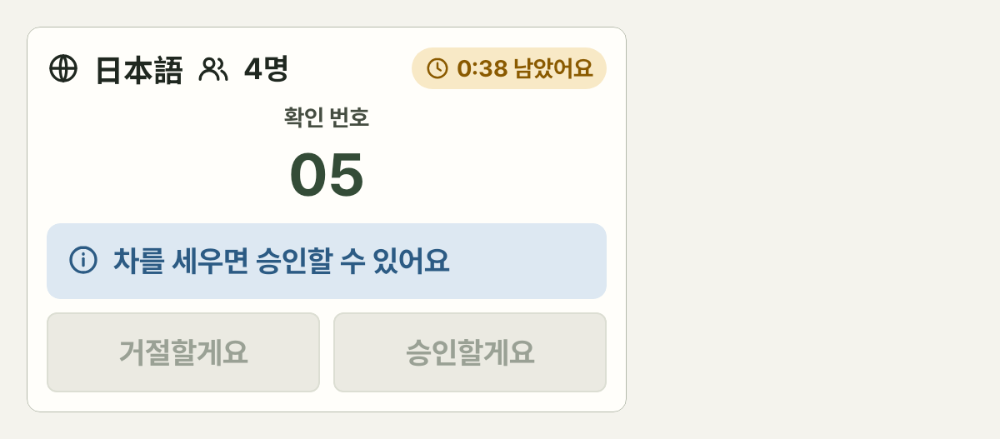 日本語 4명 0:38 남았어요
확인 번호
05
차를 세우면 승인할 수 있어요
거절할게요 승인할게요